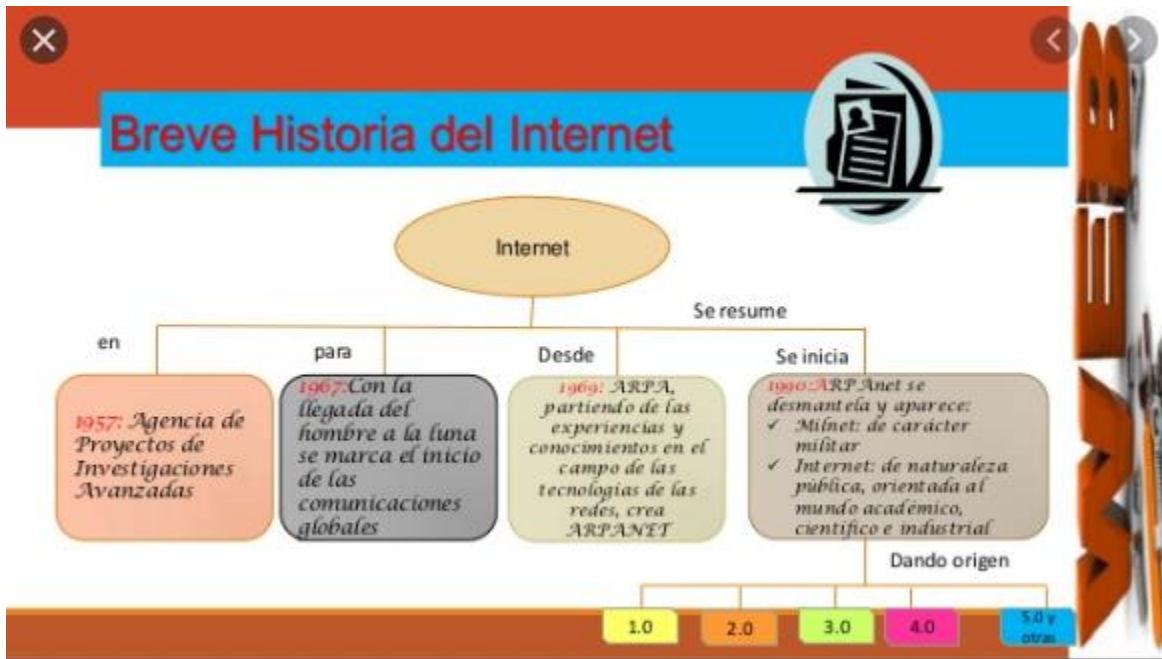 Breve Historia del Internet
Internet
Se resume
en
para
Desde
Se inicia
1957: Agencia de
Proyectos de
Investigaciones
Avanzadas
1967:Con la
llegada del
hombre a la luna
se marca el inicio
de las
comunicaciones
globales
1969: ARPA,
partiendo de las
experiencias y
conocimientos en el
campo de las
tecnologías de las
redes, crea
ARPANET
1990:ARPAnet se
desmantela y aparece:
✓ Milnet: de carácter
militar
✓ Internet: de naturaleza
pública, orientada al
mundo académico,
científico e industrial
Dando origen
1.0
2.0
3.0
4.0
5.0 y
otras